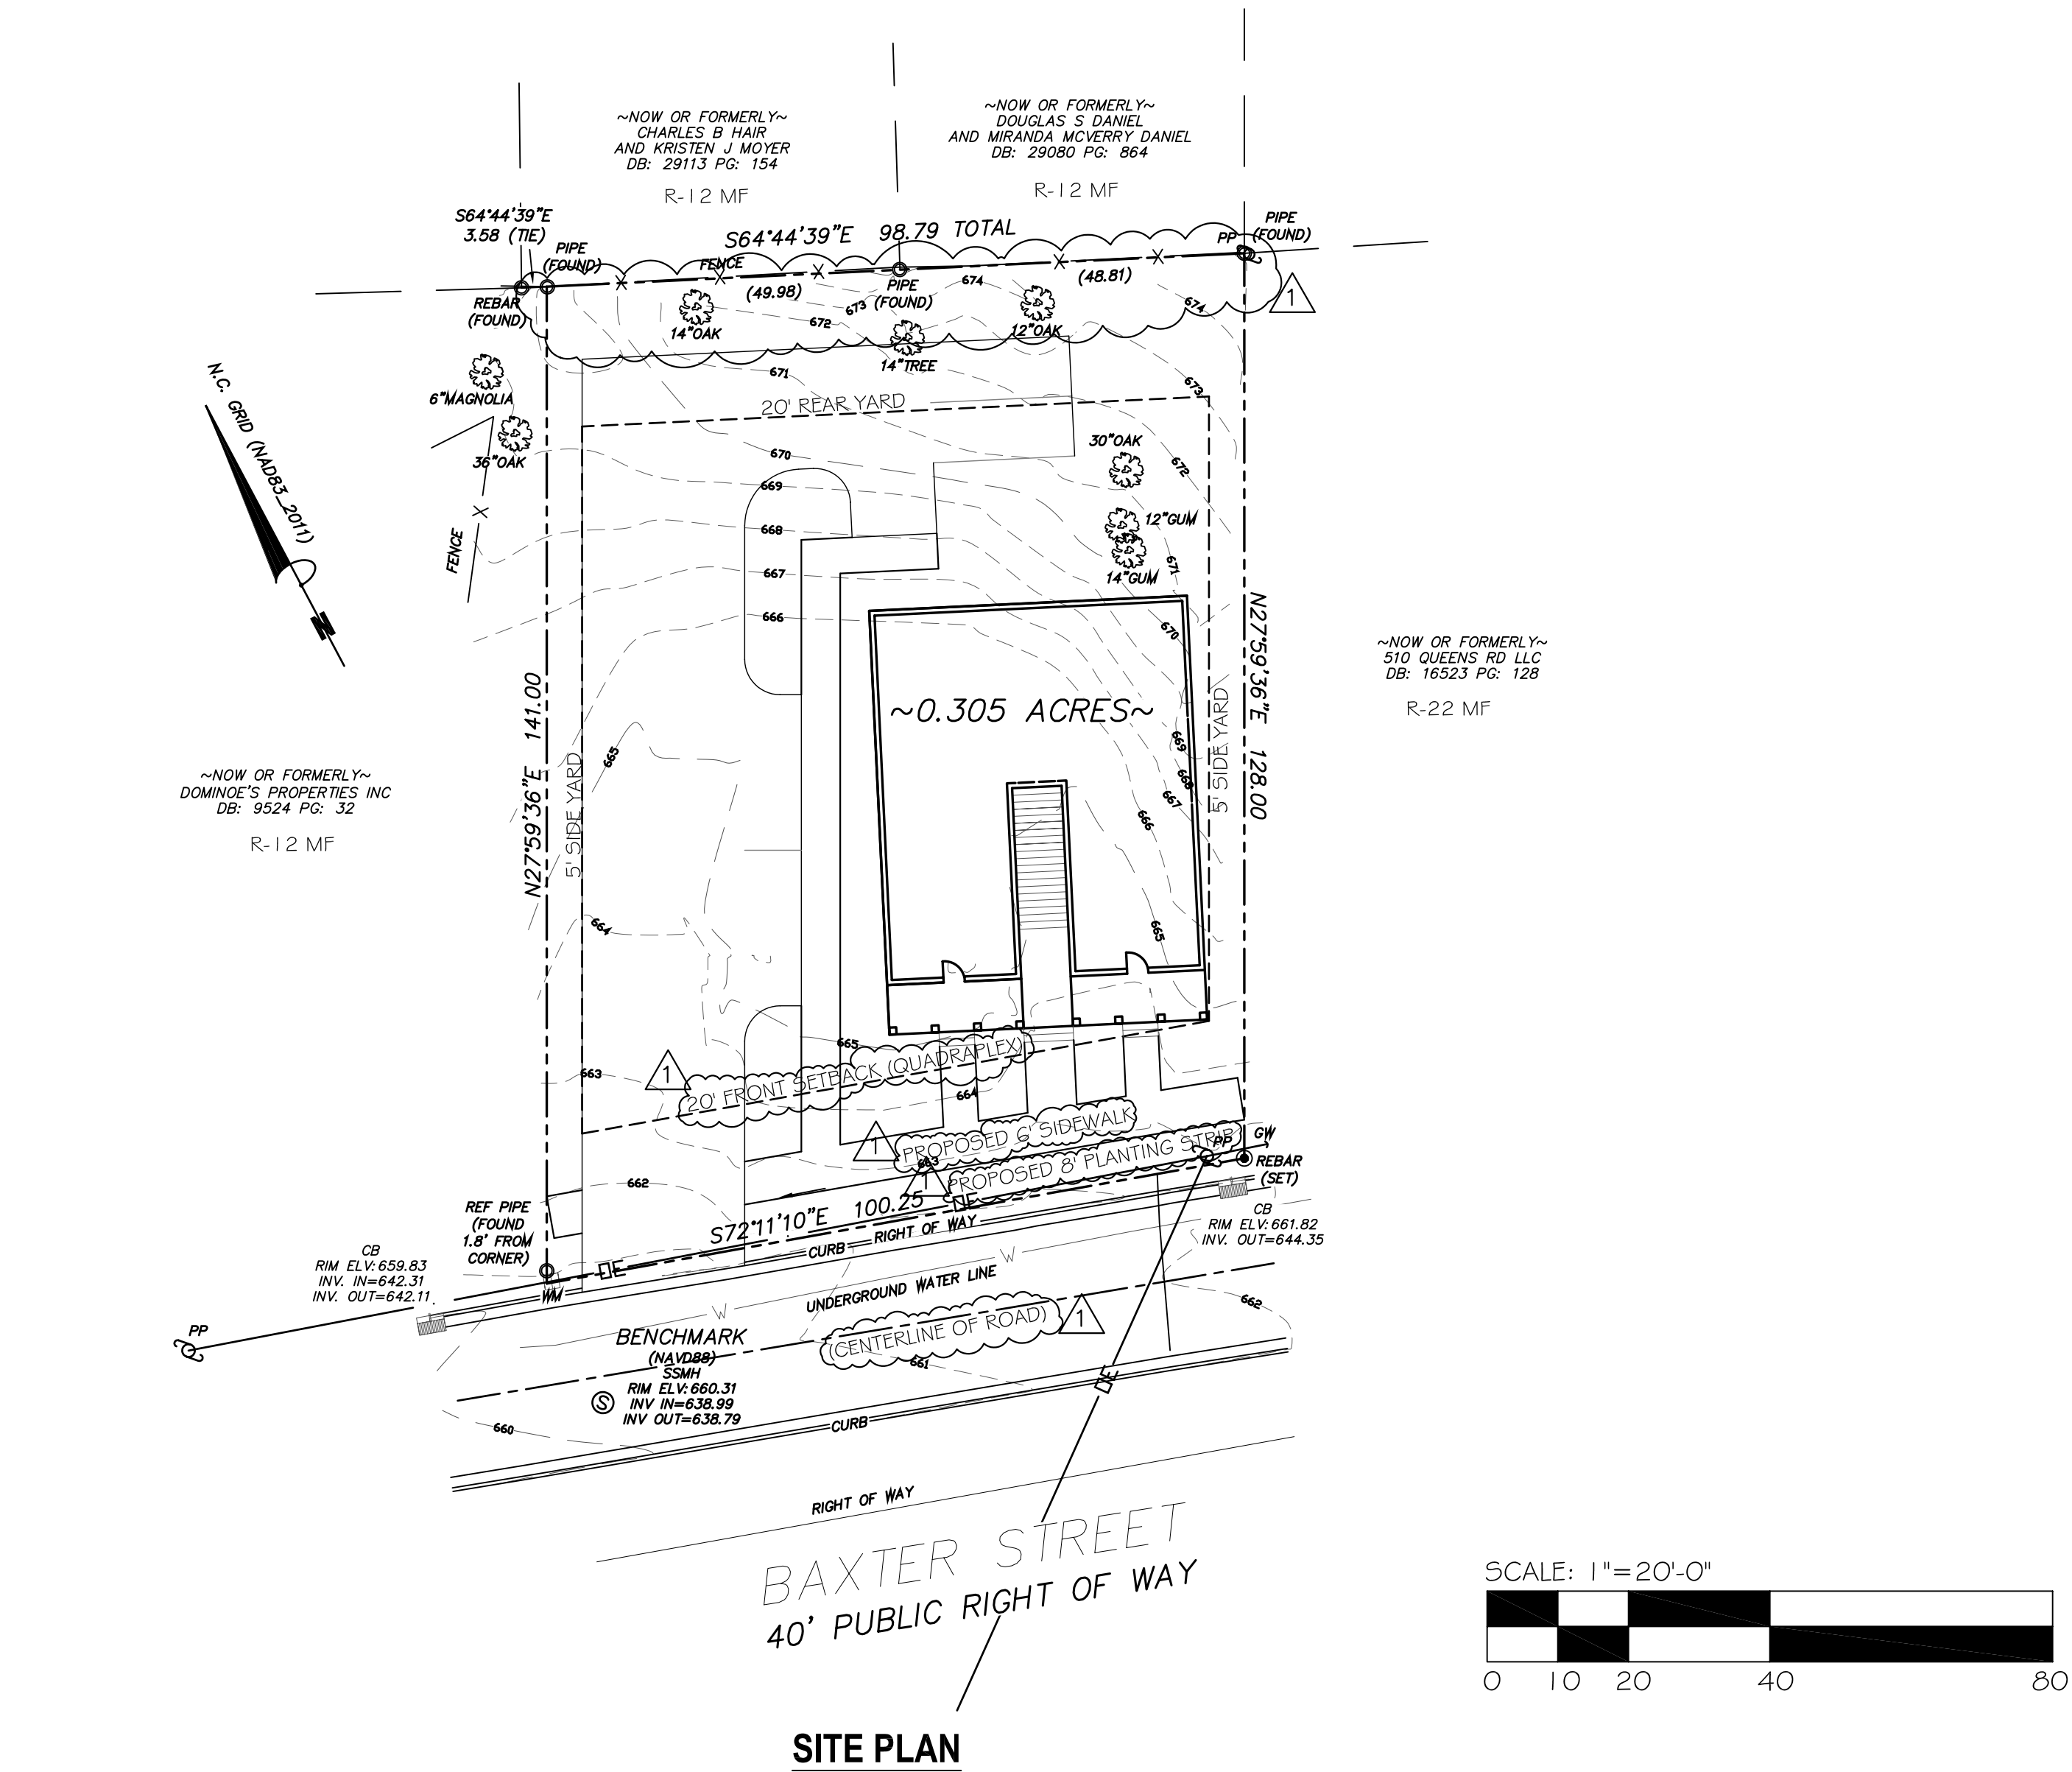 ~NOW OR FORMERLY~
CHARLES B HAIR
AND KRISTEN J MOYER
DB: 29113 PG: 154
R-12 MF
~NOW OR FORMERLY~
DOUGLAS S DANIEL
AND MIRANDA MCVERRY DANIEL
DB: 29080 PG: 864
R-12 MF
S64°44'39"E
3.58 (TIE)
PIPE
(FOUND)
S64°44'39"E 98.79 TOTAL
PP
PIPE
(FOUND)
FENCE
(49.98)
PIPE
(FOUND)
674
(48.81)
1
REBAR
(FOUND)
14"OAK
672
673
14"TREE
12"OAK
674
6"MAGNOLIA
671
673
20' REAR YARD
36"OAK
670
30"OAK
672
669
12"GUM
668
14"GUM
671
667
666
670
N.C. GRID (NAD83_2011)
N
FENCE
X
N27°59'36"E 141.00
5' SIDE YARD
665
~0.305 ACRES~
669
668
667
666
665
5' SIDE YARD
N27°59'36"E 128.00
~NOW OR FORMERLY~
510 QUEENS RD LLC
DB: 16523 PG: 128
R-22 MF
~NOW OR FORMERLY~
DOMINOE'S PROPERTIES INC
DB: 9524 PG: 32
R-12 MF
664
665
663
1
20' FRONT SETBACK (QUADRAPLEX)
664
1
PROPOSED 6' SIDEWALK
663
1
PROPOSED 8' PLANTING STRIP
PP
GW
REBAR
(SET)
662
REF PIPE
(FOUND
1.8' FROM
CORNER)
S72°11'10"E 100.25
CURB
RIGHT OF WAY
CB
RIM ELV:661.82
INV. OUT=644.35
CB
RIM ELV:659.83
INV. IN=642.31
INV. OUT=642.11
WM
W
UNDERGROUND WATER LINE
W
PP
BENCHMARK
(NAVD88)
SSMH
RIM ELV:660.31
INV IN=638.99
INV OUT=638.79
S
(CENTERLINE OF ROAD)
1
661
662
660
CURB
RIGHT OF WAY
BAXTER STREET
40' PUBLIC RIGHT OF WAY
SCALE: 1"=20'-0"
0 10 20 40 80
SITE PLAN